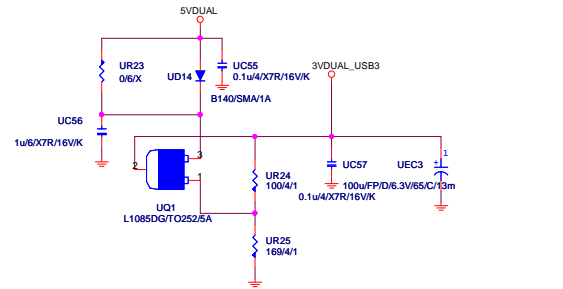 5VDUAL
UR23
0/6/X
UD14
UC55
0.1u/4/X7R/16V/K
3VDUAL_USB3
B140/SMA/1A
UC56
1u/6/X7R/16V/K
3
2
1
UQ1
L1085DG/TO252/5A
UR24
100/4/1
UC57
0.1u/4/X7R/16V/K
1
+
UEC3
100u/FP/D/6.3V/65/C/13m
UR25
169/4/1